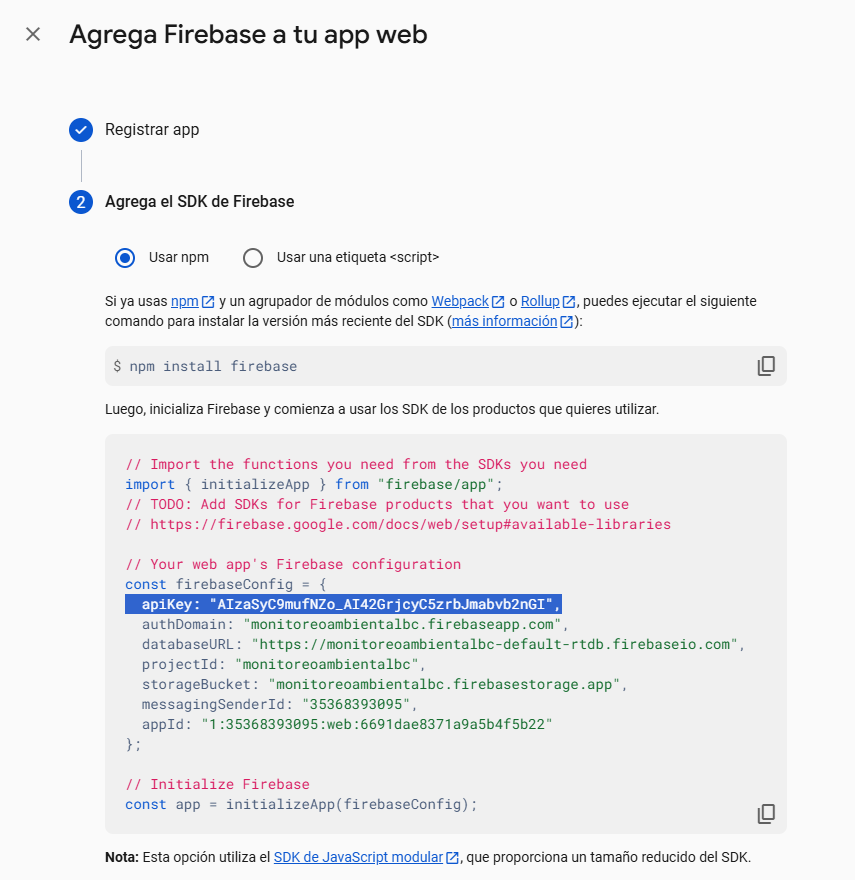 Agrega Firebase a tu app web
Registrar app
2 Agrega el SDK de Firebase
Usar npm Usar una etiqueta <script>
Si ya usas npm y un agrupador de módulos como Webpack o Rollup, puedes ejecutar el siguiente
comando para instalar la versión más reciente del SDK (más información):
$ npm install firebase
Luego, inicializa Firebase y comienza a usar los SDK de los productos que quieres utilizar.
// Import the functions you need from the SDKs you need
import { initializeApp } from "firebase/app";
// TODO: Add SDKs for Firebase products that you want to use
// https://firebase.google.com/docs/web/setup#available-libraries
// Your web app's Firebase configuration
const firebaseConfig = {
apiKey: "AIzaSyC9mufNZo_AI42GrjcyC5zrbJmabvb2nGI",
authDomain: "monitoreoambientalbc.firebaseapp.com",
databaseURL: "https://monitoreoambientalbc-default-rtdb.firebaseio.com",
projectId: "monitoreoambientalbc",
storageBucket: "monitoreoambientalbc.firebasestorage.app",
messagingSenderId: "35368393095",
appId: "1:35368393095:web:6691dae8371a9a5b4f5b22"
};
// Initialize Firebase
const app = initializeApp(firebaseConfig);
Nota: Esta opción utiliza el SDK de JavaScript modular, que proporciona un tamaño reducido del SDK.